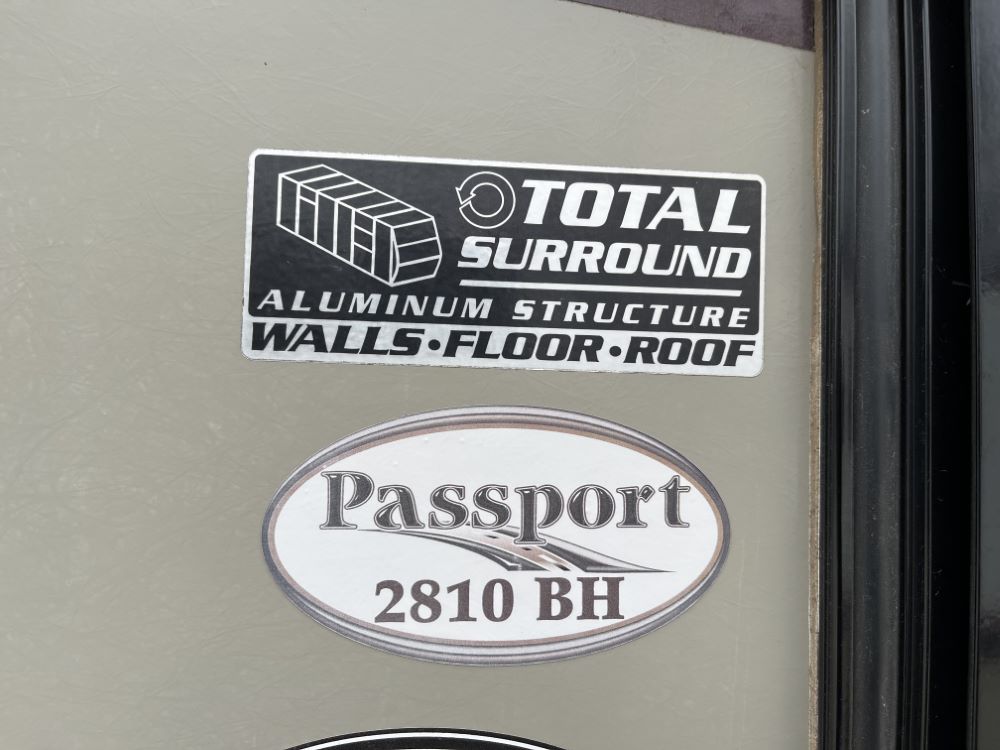 TOTAL
SURROUND
ALUMINUM STRUCTURE
WALLS•FLOOR•ROOF
Passport
2810 BH